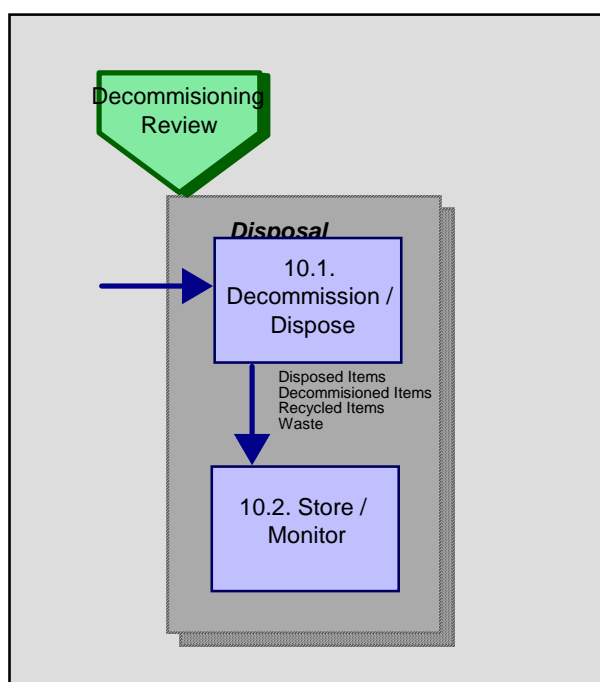 Decommisioning
Review
Disposal
10.1.
Decommission /
Dispose
Disposed Items
Decommisioned Items
Recycled Items
Waste
10.2. Store /
Monitor